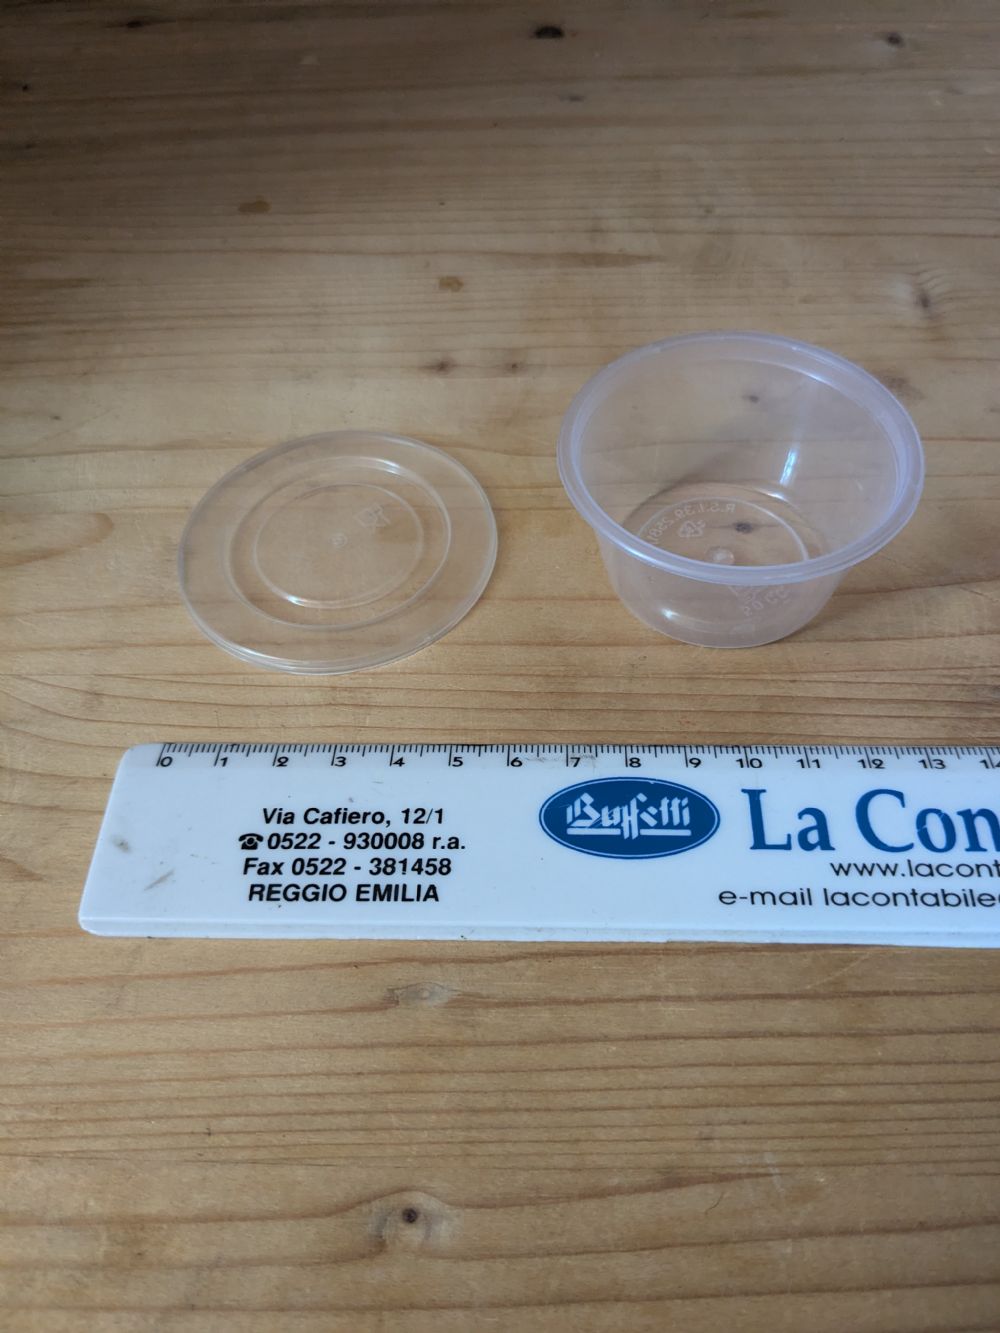 0 1 2 3 4 5 6 7 8 9 10 11 12 13 14
Via Cafiero, 12/1
☎0522 - 930008 r.a.
Fax 0522 - 381458
REGGIO EMILIA
Buffetti
La Con
www.lacont
e-mail lacontabile